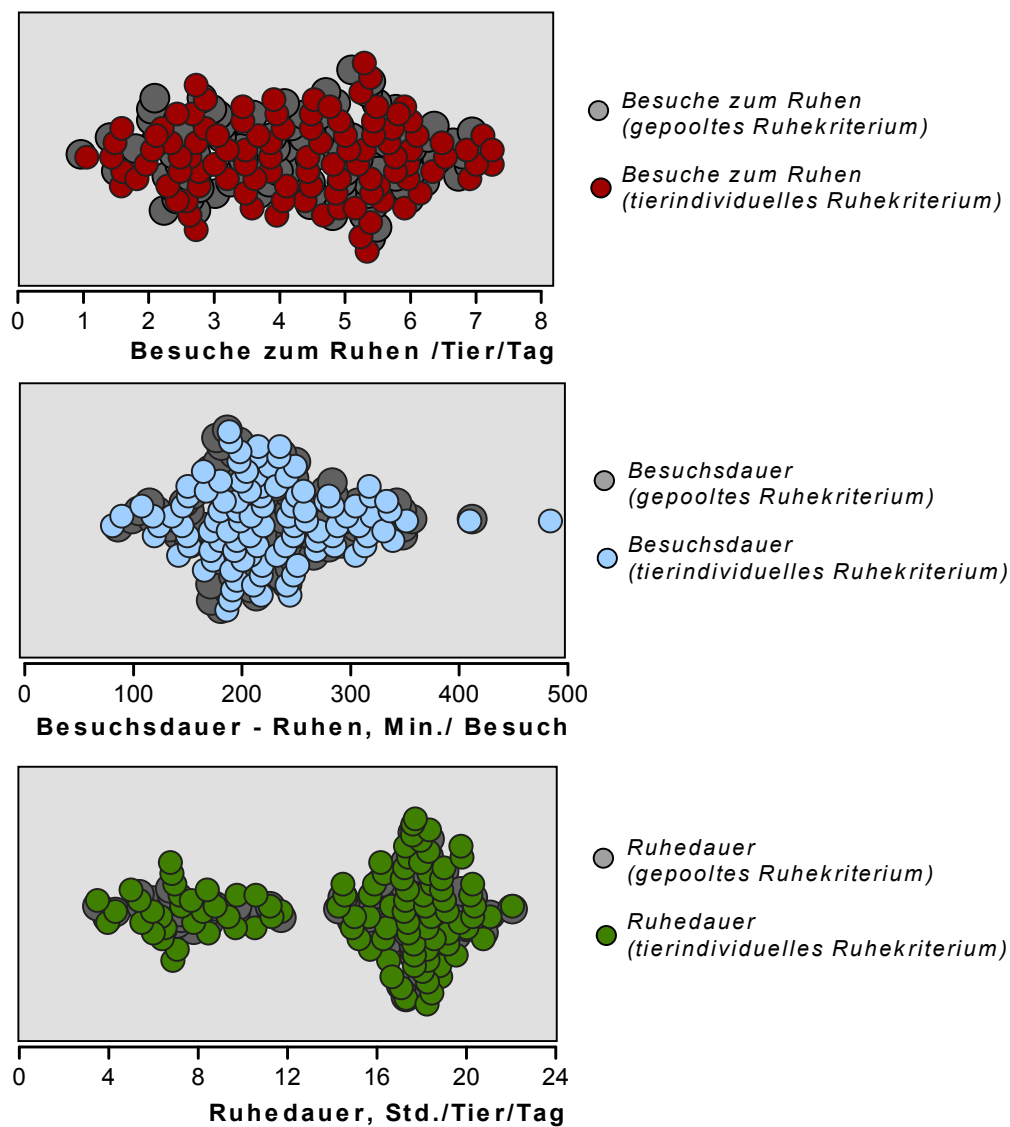 Besuche zum Ruhen
(gepooltes Ruhekriterium)
Besuche zum Ruhen
(tierindividuelles Ruhekriterium)
0 1 2 3 4 5 6 7 8
Besuche zum Ruhen /Tier/Tag
Besuchsdauer
(gepooltes Ruhekriterium)
Besuchsdauer
(tierindividuelles Ruhekriterium)
0 100 200 300 400 500
Besuchsdauer - Ruhen, Min./ Besuch
Ruhedauer
(gepooltes Ruhekriterium)
Ruhedauer
(tierindividuelles Ruhekriterium)
0 4 8 12 16 20 24
Ruhedauer, Std./Tier/Tag